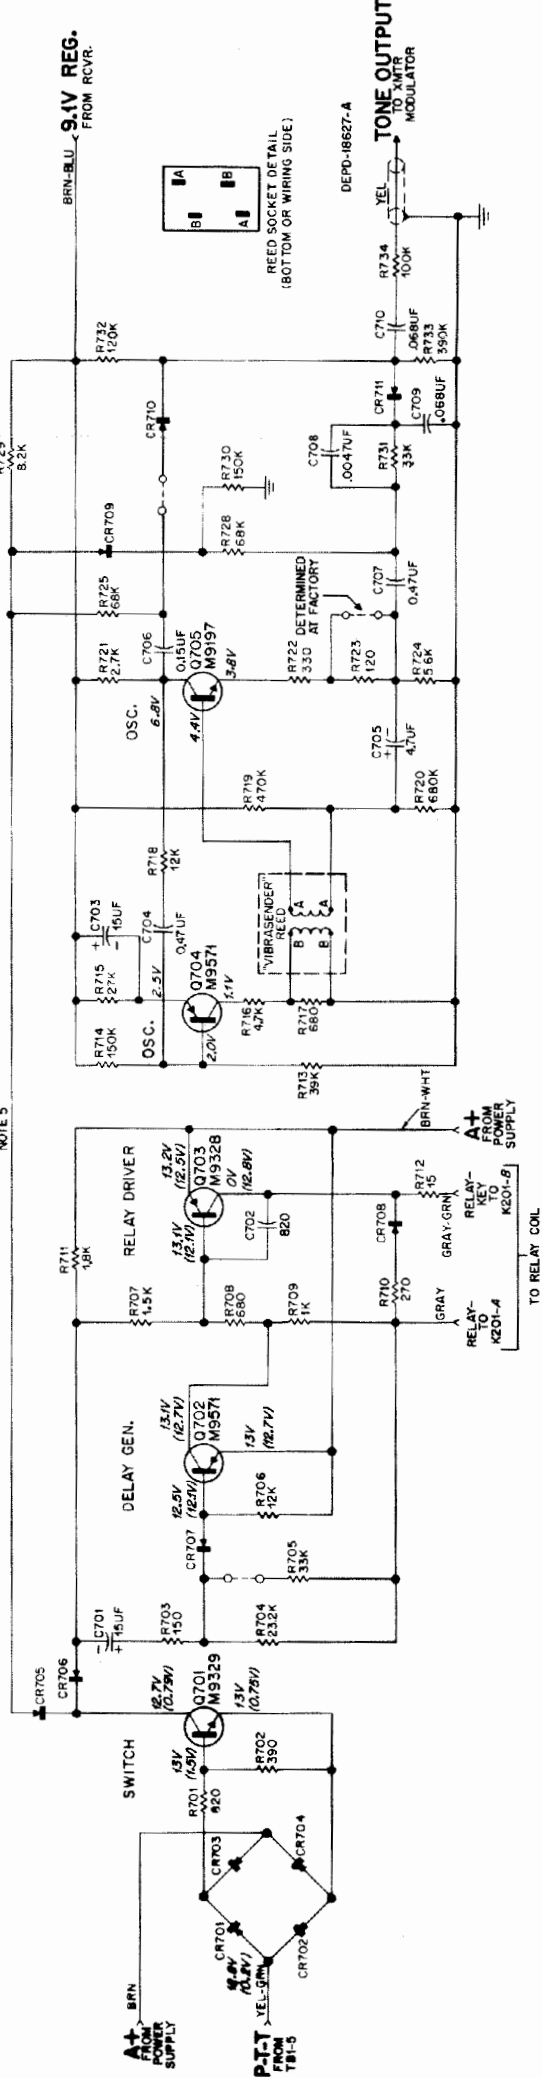 A+
FROM
POWER
SUPPLY
BRN
P-T-T
FROM
TB1-5
YEL-GRN
(0.2V)
CR701
CR702
CR703
CR704
SWITCH
R701
820
13V
(1.5V)
R702
390
12.7V
(0.79V)
Q701
M9329
13V
(0.75V)
CR705
CR706
C701
15UF
R703
150
R704
23.2K
R705
33K
CR707
R706
12K
DELAY GEN.
12.5V
(12.1V)
13.1V
(12.7V)
Q702
M9571
13V
(12.7V)
R707
1.5K
R708
680
R709
1K
R711
1.8K
RELAY DRIVER
13.1V
(12.1V)
13.2V
(12.5V)
Q703
M9328
0V
(12.8V)
C702
820
R710
270
CR708
R712
15
GRAY
GRAY-GRN
RELAY-
TO
K201-A
RELAY-
KEY
TO
K201-B
TO RELAY COIL
BRN-WHT
A+
FROM
POWER
SUPPLY
NOTE 5
R713
39K
R714
150K
R715
27K
C703
15UF
OSC.
2.0V
2.5V
Q704
M9571
1.1V
R716
4.7K
R717
680
C704
0.47UF
R718
12K
"VIBRASENDER"
REED
B
B
A
A
R719
470K
R720
680K
C705
4.7UF
OSC.
6.8V
4.4V
Q705
M9197
3.8V
R721
2.7K
C706
0.15UF
R722
330
R723
120
R724
5.6K
R725
68K
DETERMINED
AT FACTORY
C707
0.47UF
CR709
R728
68K
R729
8.2K
R730
150K
CR710
C708
.0047UF
R731
33K
CR711
C709
.068UF
R732
120K
R733
390K
C710
.068UF
R734
100K
YEL
BRN-BLU
9.1V REG.
FROM RCVR.
REED SOCKET DETAIL
(BOTTOM OR WIRING SIDE)
A
B
B
A
DEPD-18627-A
TONE OUTPUT
TO XMTR
MODULATOR